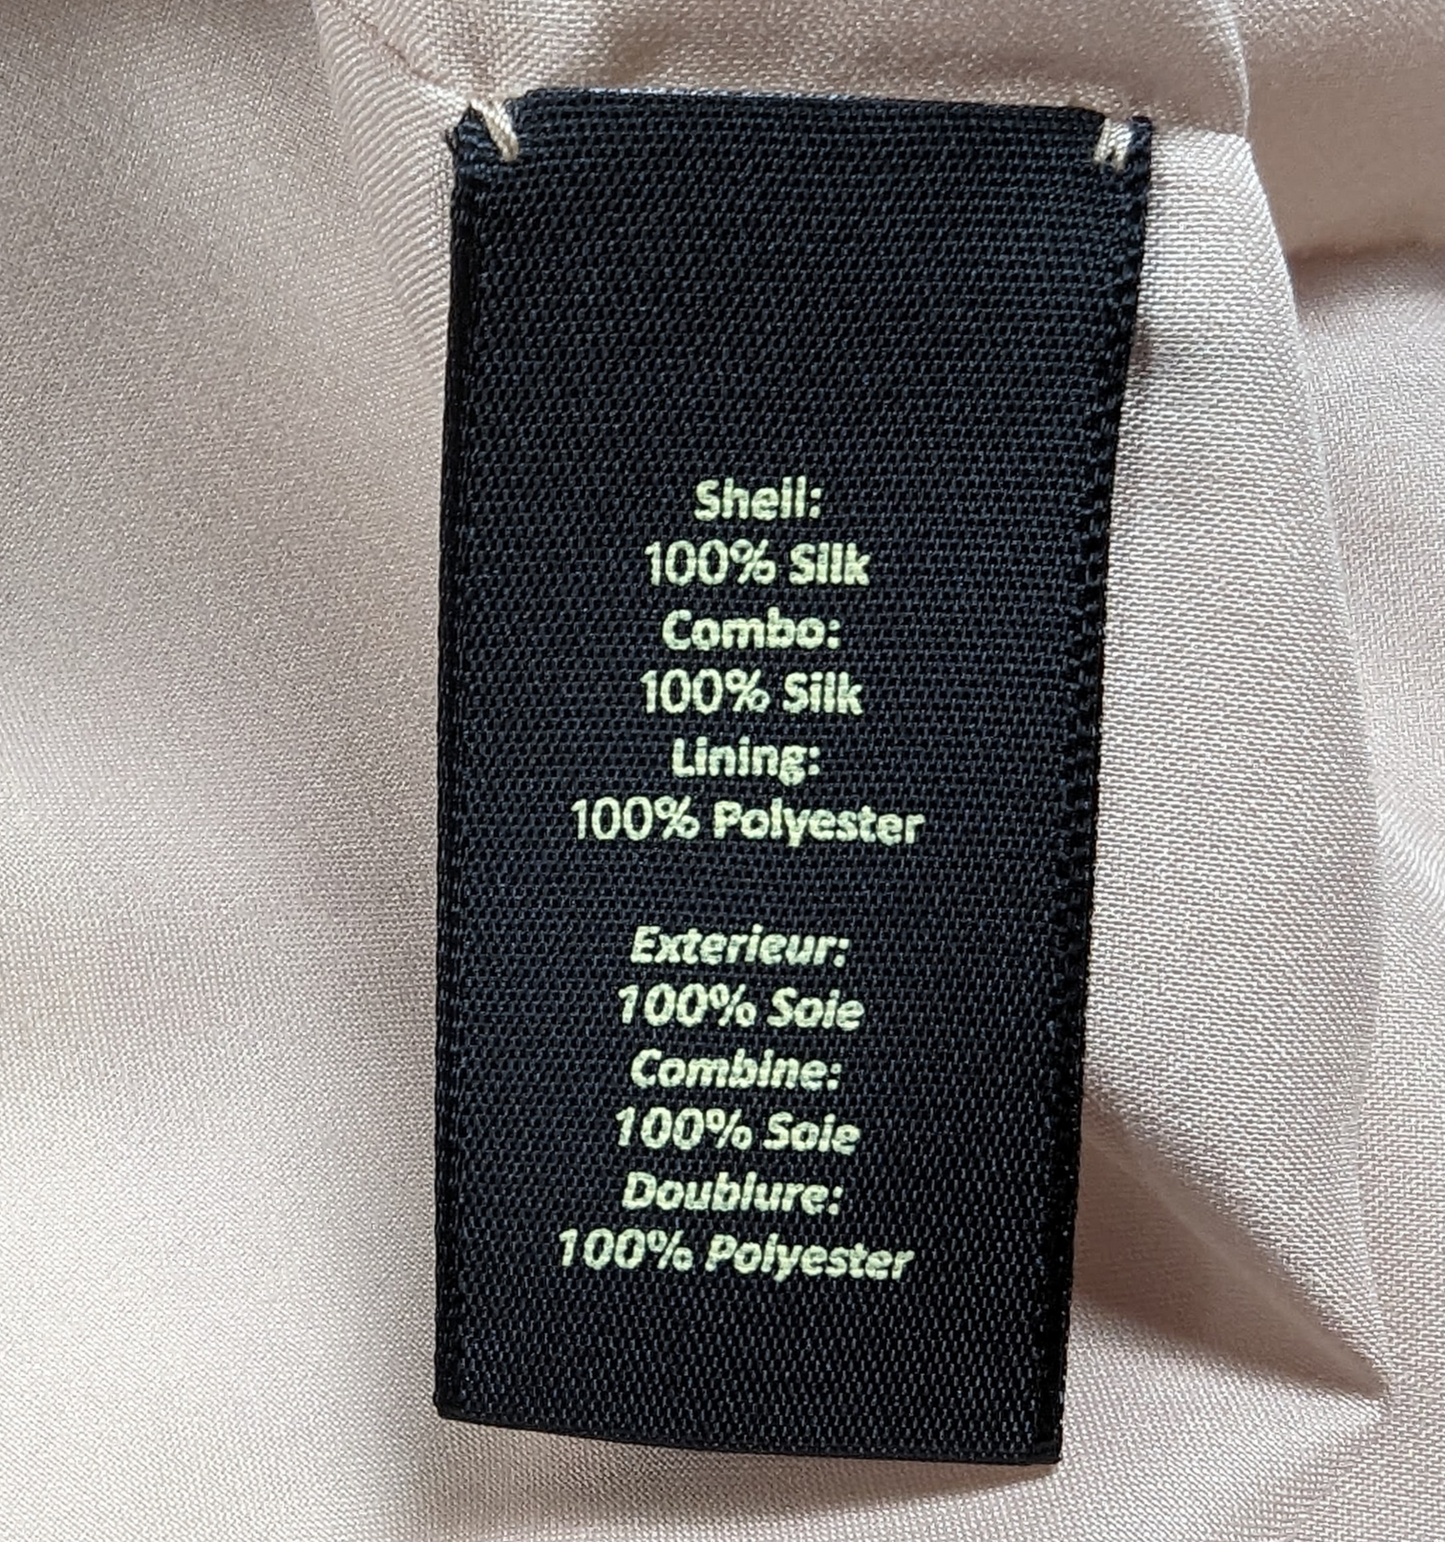 Shell:
100% Silk
Combo:
100% Silk
Lining:
100% Polyester
Exterieur:
100% Soie
Combine:
100% Soie
Doublure:
100% Polyester